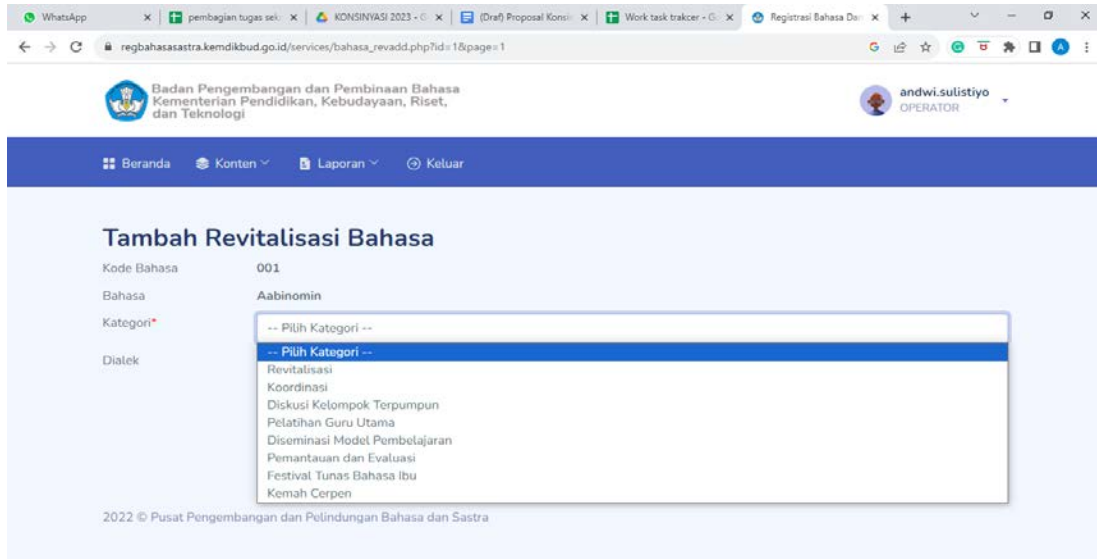 WhatsApp
pembagian tugas sek
KONSINYASI 2023 - G
(Draf) Proposal Konsi
Work task trakcer - G
Registrasi Bahasa Da
regbahasasastra.kemdikbud.go.id/services/bahasa_revadd.php?id=1&page=1
Badan Pengembangan dan Pembinaan Bahasa
Kementerian Pendidikan, Kebudayaan, Riset,
dan Teknologi
andwi.sulistiyo
OPERATOR
Beranda Konten Laporan Keluar
Tambah Revitalisasi Bahasa
Kode Bahasa 001
Bahasa Aabinomin
Kategori* -- Pilih Kategori --
Dialek
-- Pilih Kategori --
Revitalisasi
Koordinasi
Diskusi Kelompok Terpumpun
Pelatihan Guru Utama
Diseminasi Model Pembelajaran
Pemantauan dan Evaluasi
Festival Tunas Bahasa Ibu
Kemah Cerpen
2022 © Pusat Pengembangan dan Pelindungan Bahasa dan Sastra